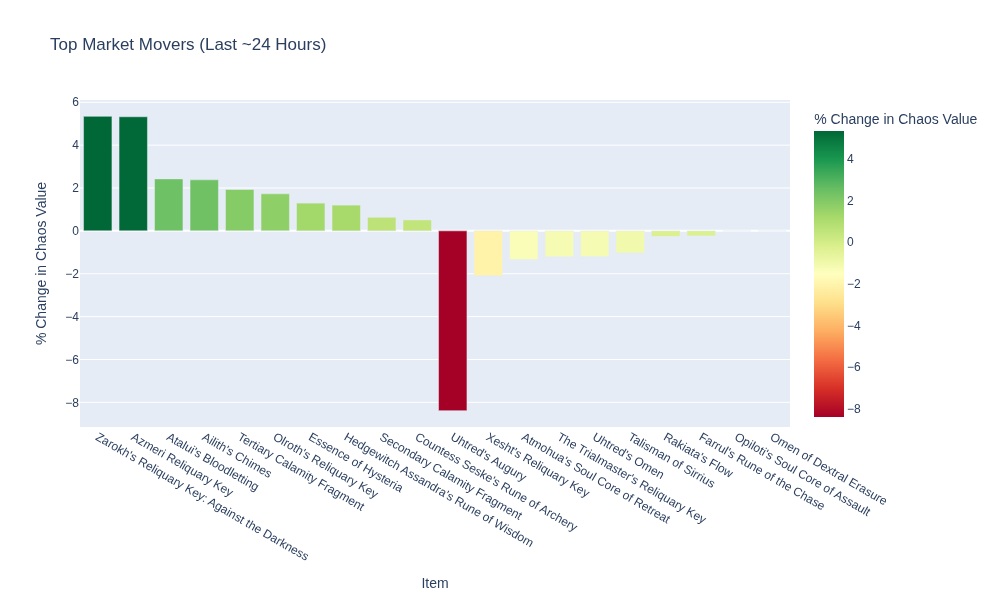 Top Market Movers (Last ~24 Hours)
% Change in Chaos Value
6
4
2
0
−2
−4
−6
−8
% Change in Chaos Value
4
2
0
−2
−4
−6
−8
Zarokh's Reliquary Key: Against the Darkness
Azmeri Reliquary Key
Atalui's Bloodletting
Ailith's Chimes
Tertiary Calamity Fragment
Olroth's Reliquary Key
Essence of Hysteria
Hedgewitch Assandra's Rune of Wisdom
Secondary Calamity Fragment
Countess Seske's Rune of Archery
Uhtred's Augury
Xesht's Reliquary Key
Atmohua's Soul Core of Retreat
The Trialmaster's Reliquary Key
Uhtred's Omen
Talisman of Sirrius
Rakiata's Flow
Farrul's Rune of the Chase
Opiloti's Soul Core of Assault
Omen of Dextral Erasure
Item